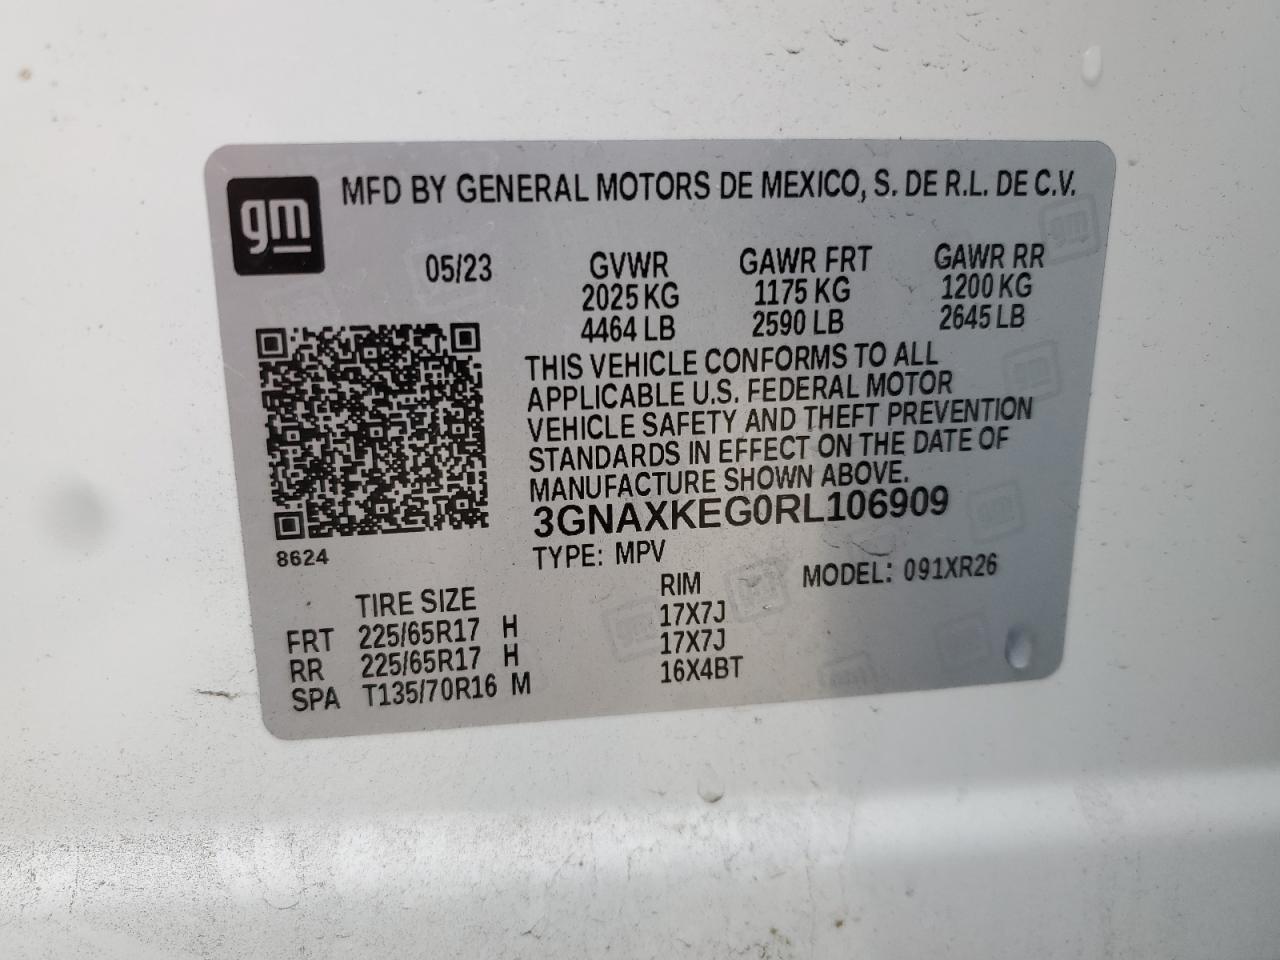 gm
MFD BY GENERAL MOTORS DE MEXICO, S. DE R.L. DE C.V.
05/23
GVWR
2025 KG
4464 LB
GAWR FRT
1175 KG
2590 LB
GAWR RR
1200 KG
2645 LB
THIS VEHICLE CONFORMS TO ALL
APPLICABLE U.S. FEDERAL MOTOR
VEHICLE SAFETY AND THEFT PREVENTION
STANDARDS IN EFFECT ON THE DATE OF
MANUFACTURE SHOWN ABOVE.
3GNAXKEG0RL106909
8624
TYPE: MPV
MODEL: 091XR26
TIRE SIZE RIM
FRT 225/65R17 H 17X7J
RR 225/65R17 H 17X7J
SPA T135/70R16 M 16X4BT